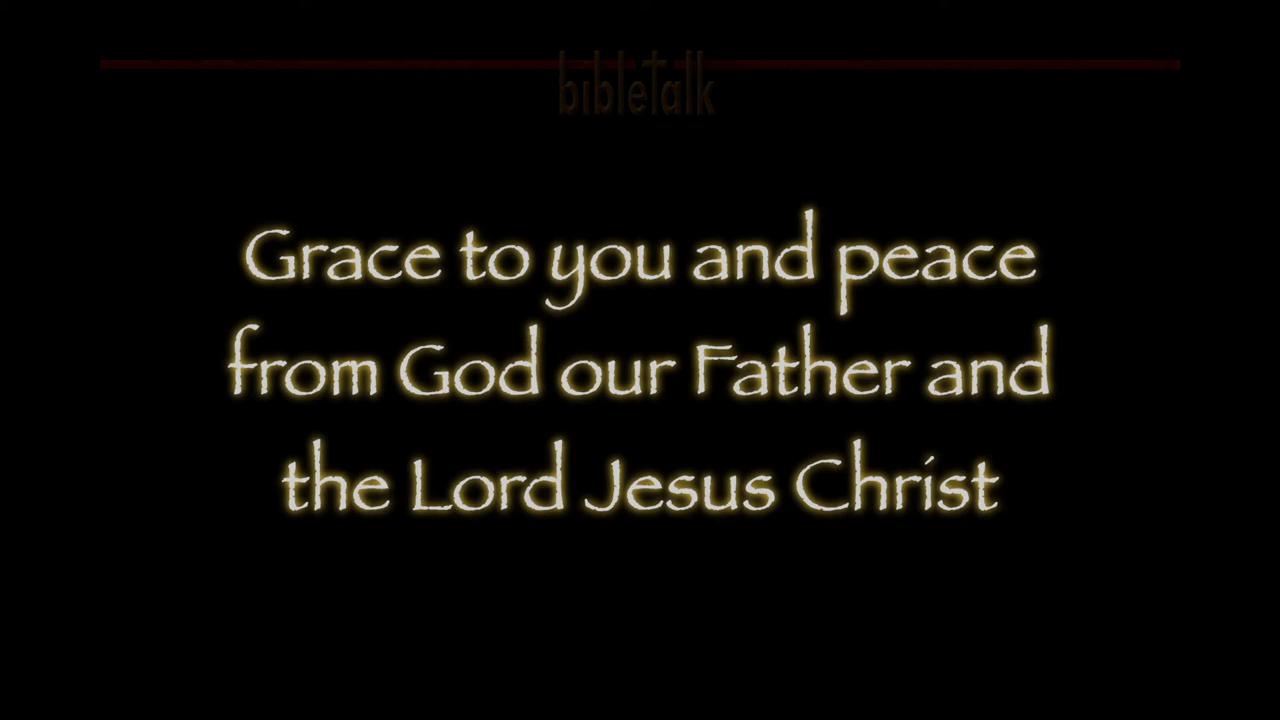 bibletalk
Grace to you and peace
from God our Father and
the Lord Jesus Christ